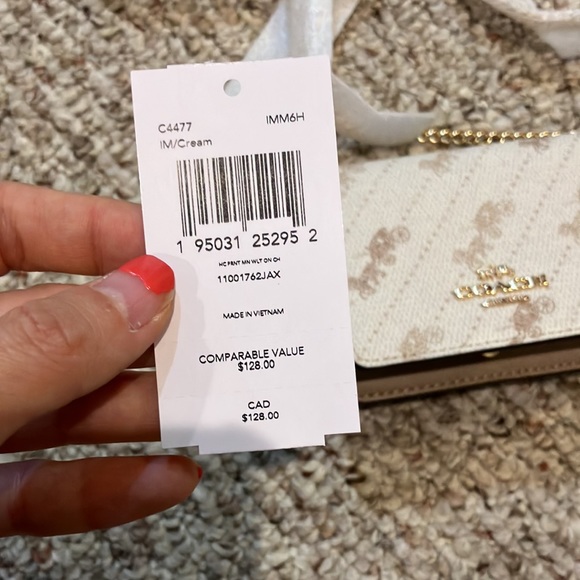 C4477 IMM6H
IM/Cream
1 95031 25295 2
HC PRNT MN WLT ON CH
11001762JAX
MADE IN VIETNAM
COMPARABLE VALUE
$128.00
CAD
$128.00
COACH